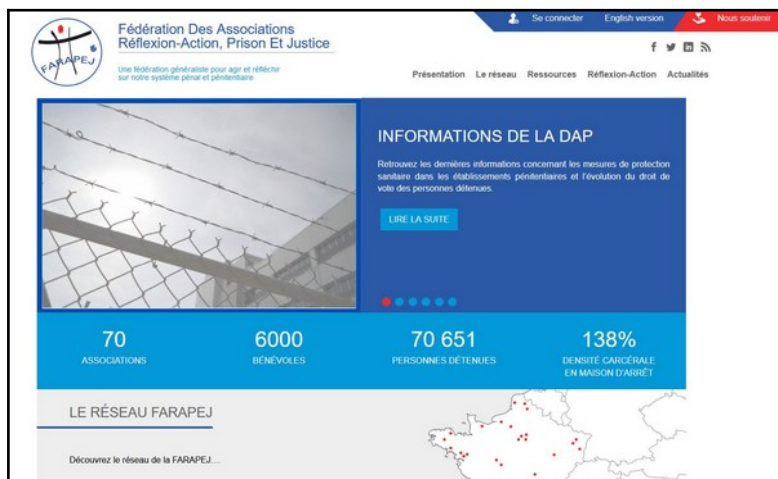 Se connecter English version Nous soutenir
FARAPEJ
Fédération Des Associations
Réflexion-Action, Prison Et Justice
Une fédération généraliste pour agir et réfléchir
sur notre système pénal et pénitentiaire
Présentation Le réseau Ressources Réflexion-Action Actualités
INFORMATIONS DE LA DAP
Retrouvez les dernières informations concernant les mesures de protection
sanitaire dans les établissements pénitentiaires et l'évolution du droit de
vote des personnes détenues.
LIRE LA SUITE
70 6000 70 651 138%
ASSOCIATIONS BÉNÉVOLES PERSONNES DÉTENUES DENSITÉ CARCÉRALE
EN MAISON D'ARRÊT
LE RÉSEAU FARAPEJ
Découvrez le réseau de la FARAPEJ....